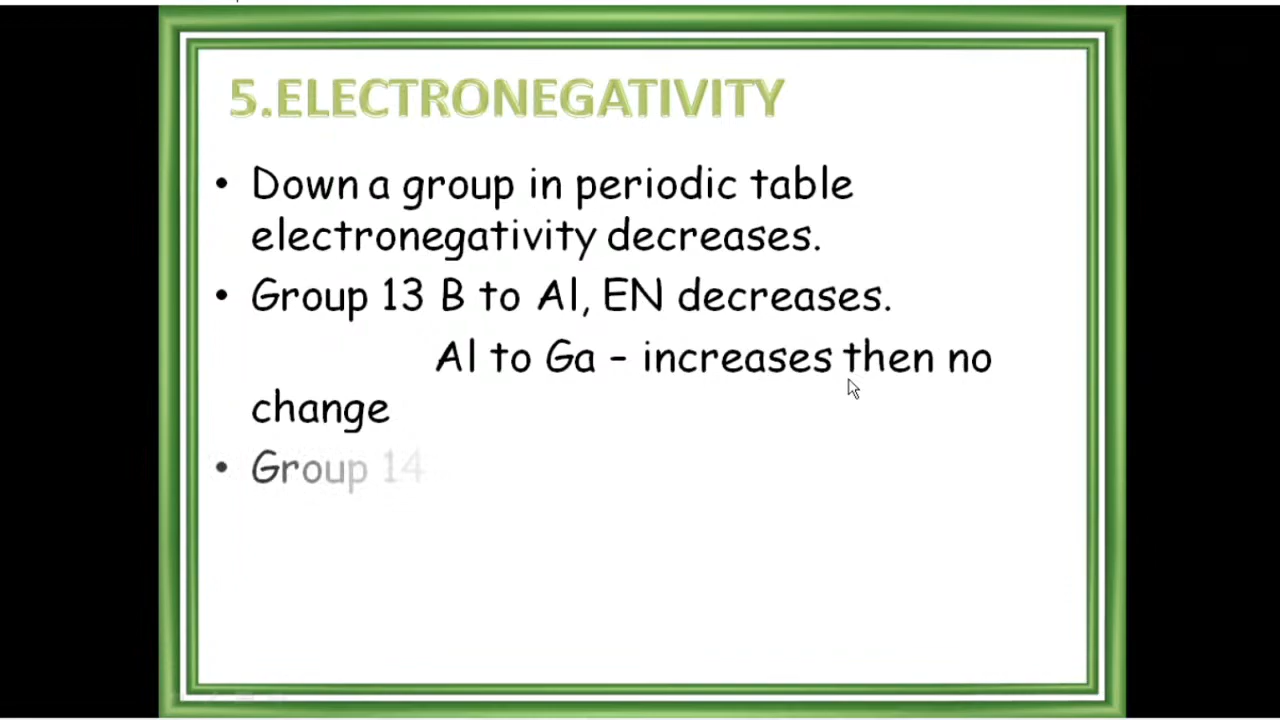 5.ELECTRONEGATIVITY
• Down a group in periodic table
electronegativity decreases.
• Group 13 B to Al, EN decreases.
Al to Ga – increases then no
change
• Group 14